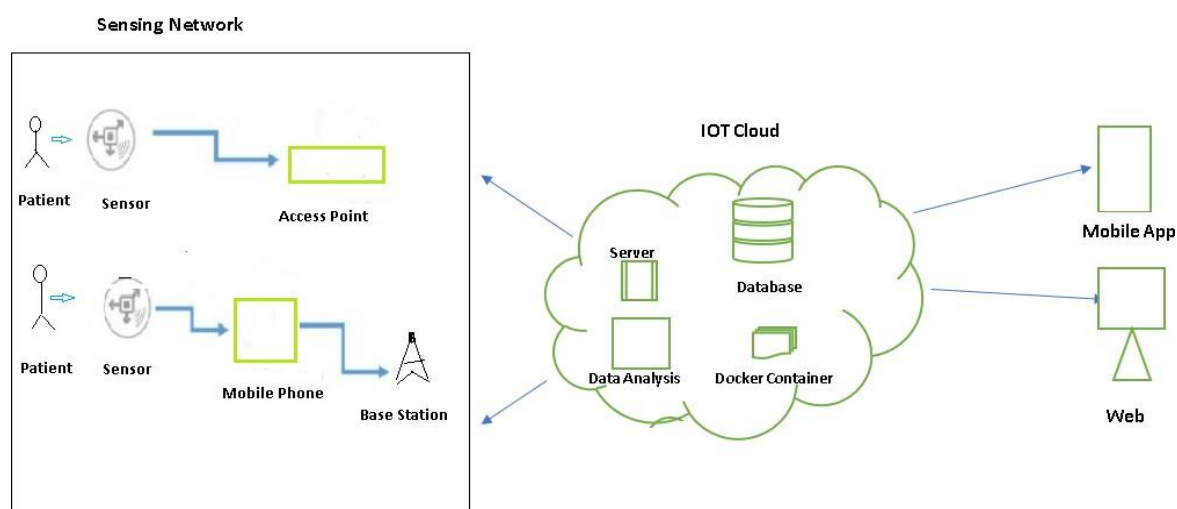 Sensing Network
Patient
Sensor
Access Point
Patient
Sensor
Mobile Phone
Base Station
IOT Cloud
Server
Database
Data Analysis
Docker Container
Mobile App
Web